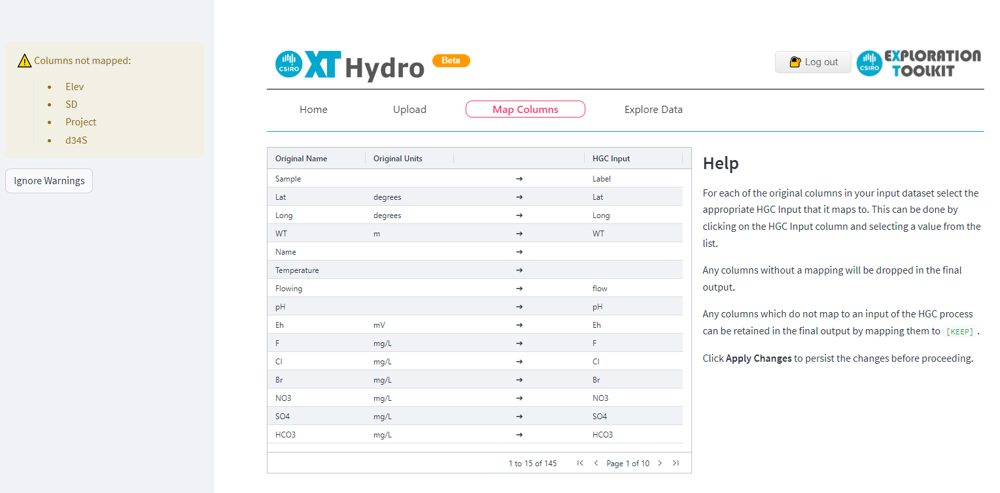 Columns not mapped:
Elev
SD
Project
d34S
Ignore Warnings
CSIRO XT Hydro Beta
Log out
CSIRO EXPLORATION
TOOLKIT
Home Upload Map Columns Explore Data
Original Name Original Units HGC Input
Sample ➔ Label
Lat degrees ➔ Lat
Long degrees ➔ Long
WT m ➔ WT
Name ➔
Temperature ➔
Flowing ➔ flow
pH ➔ pH
Eh mV ➔ Eh
F mg/L ➔ F
Cl mg/L ➔ Cl
Br mg/L ➔ Br
NO3 mg/L ➔ NO3
SO4 mg/L ➔ SO4
HCO3 mg/L ➔ HCO3
1 to 15 of 145 Page 1 of 10
Help
For each of the original columns in your input dataset select the
appropriate HGC Input that it maps to. This can be done by
clicking on the HGC Input column and selecting a value from the
list.
Any columns without a mapping will be dropped in the final
output.
Any columns which do not map to an input of the HGC process
can be retained in the final output by mapping them to [KEEP] .
Click Apply Changes to persist the changes before proceeding.